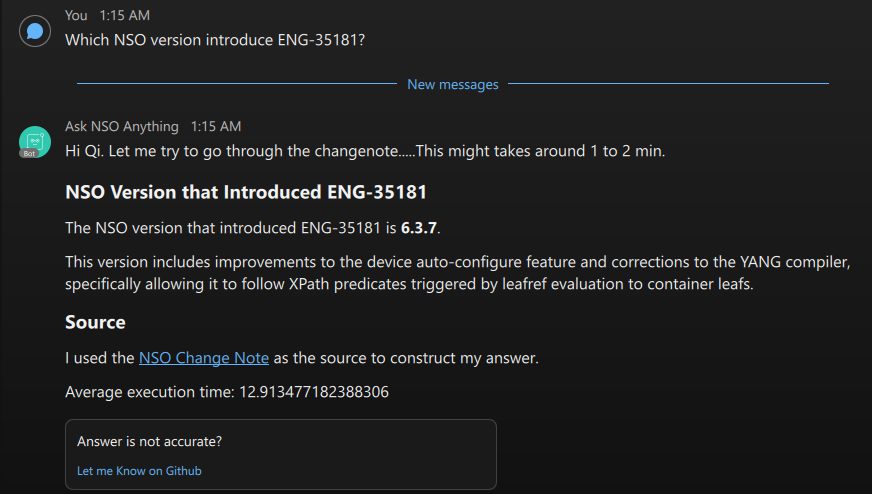 You 1:15 AM
Which NSO version introduce ENG-35181?
New messages
Ask NSO Anything 1:15 AM
Bot
Hi Qi. Let me try to go through the changenote.....This might takes around 1 to 2 min.
NSO Version that Introduced ENG-35181
The NSO version that introduced ENG-35181 is 6.3.7.
This version includes improvements to the device auto-configure feature and corrections to the YANG compiler,
specifically allowing it to follow XPath predicates triggered by leafref evaluation to container leafs.
Source
I used the NSO Change Note as the source to construct my answer.
Average execution time: 12.913477182388306
Answer is not accurate?
Let me Know on Github